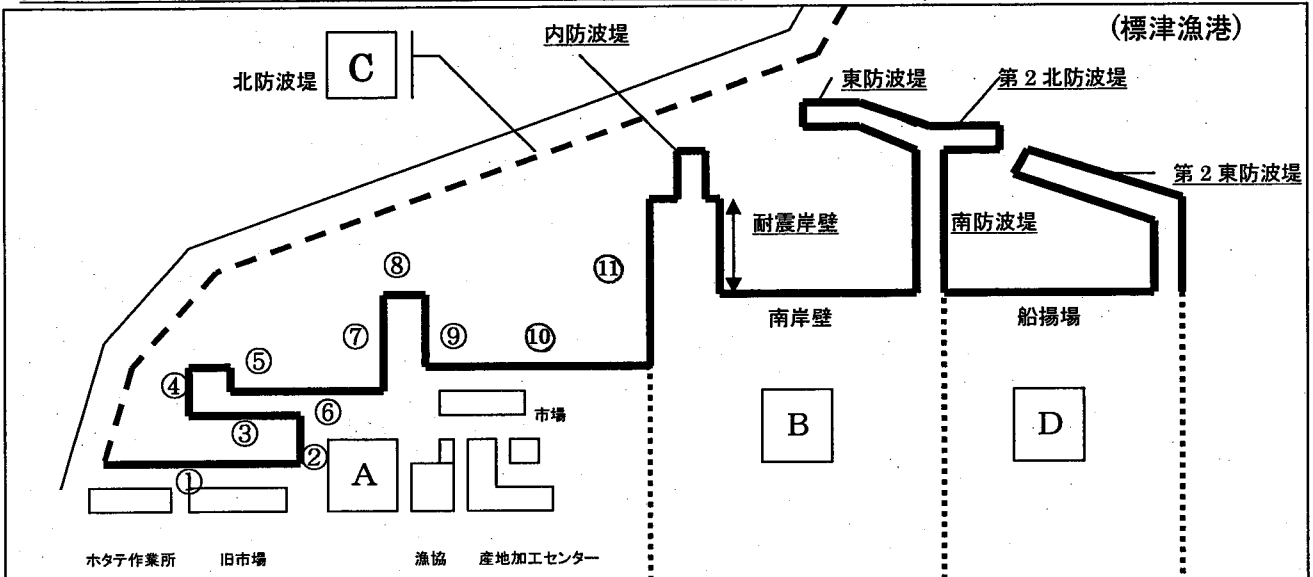 (標津漁港)
内防波堤
北防波堤
C
東防波堤
第2北防波堤
第2東防波堤
耐震岸壁
南防波堤
⑧
⑪
南岸壁
船揚場
⑦
⑨
⑩
⑤
④
⑥
市場
③
B
D
②
A
①
ホタテ作業所
旧市場
漁協
産地加工センター